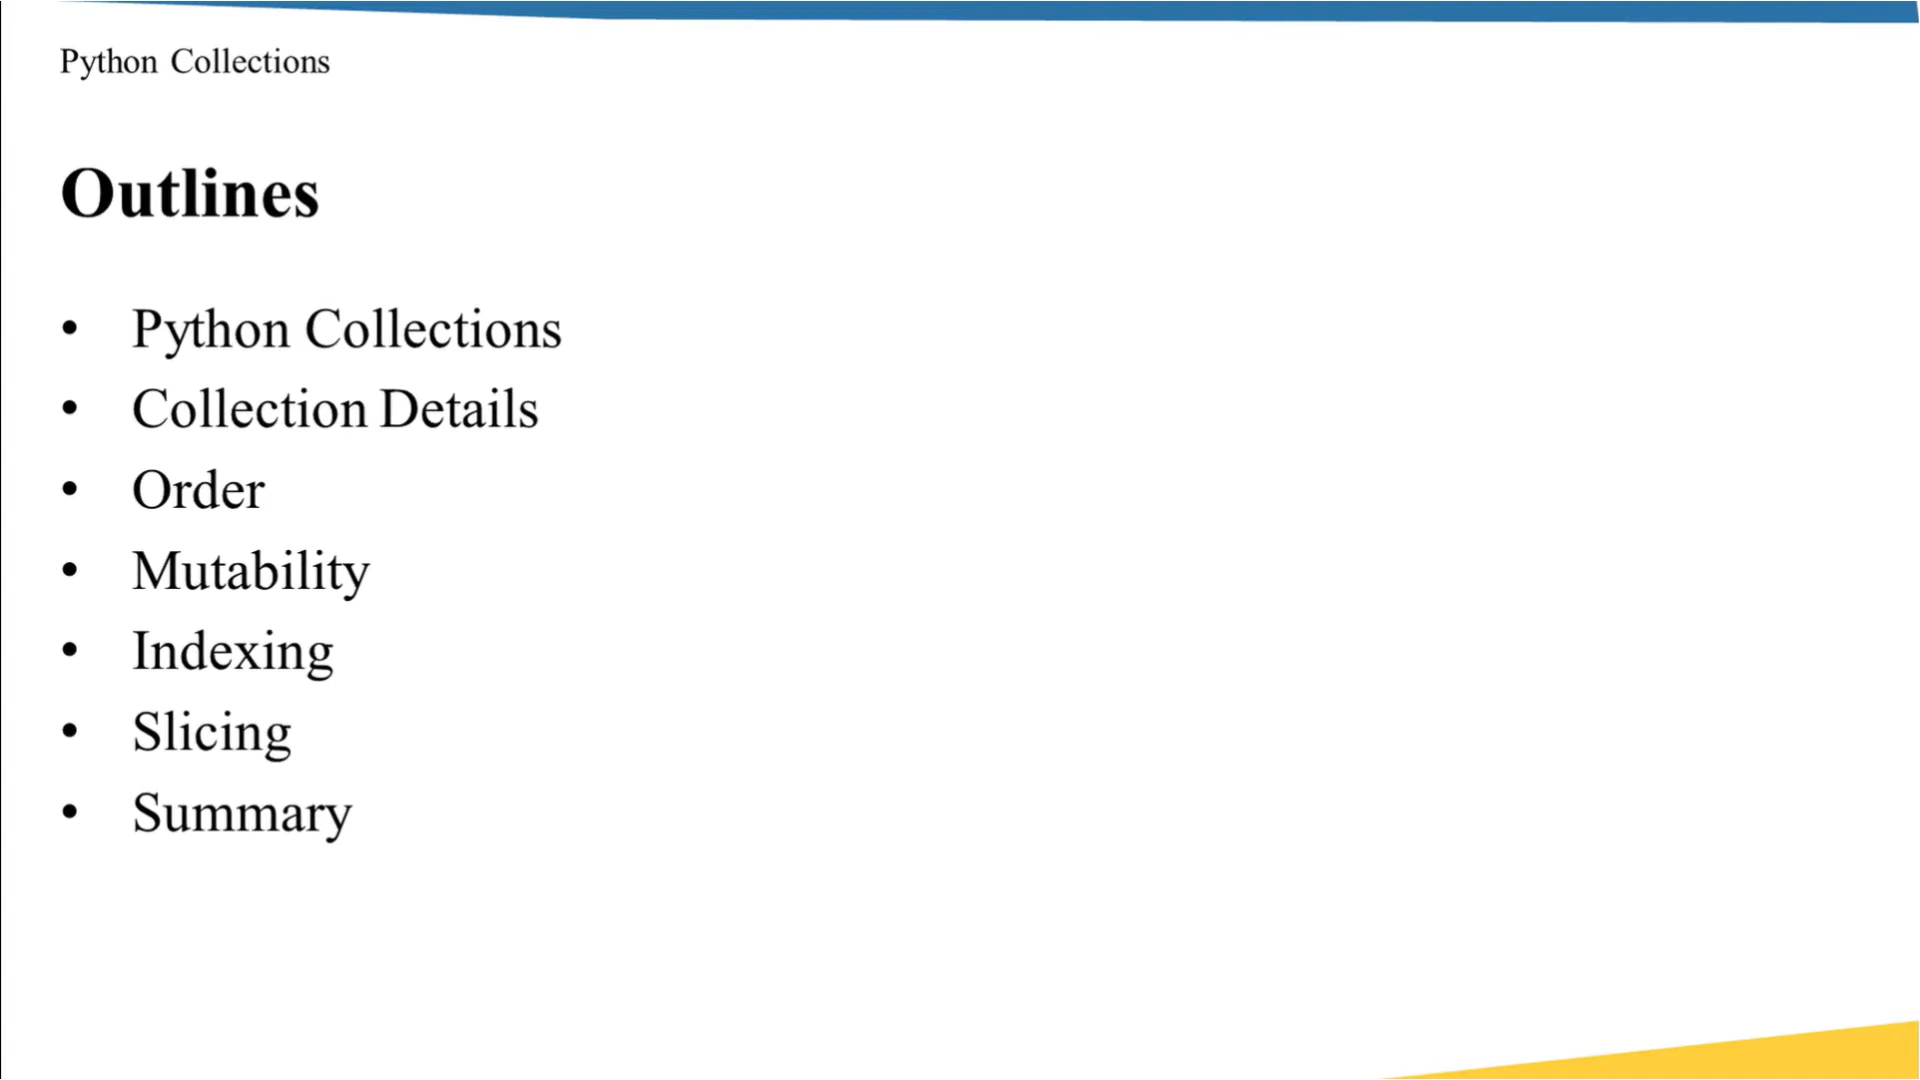 Python Collections
Outlines
• Python Collections
• Collection Details
• Order
• Mutability
• Indexing
• Slicing
• Summary